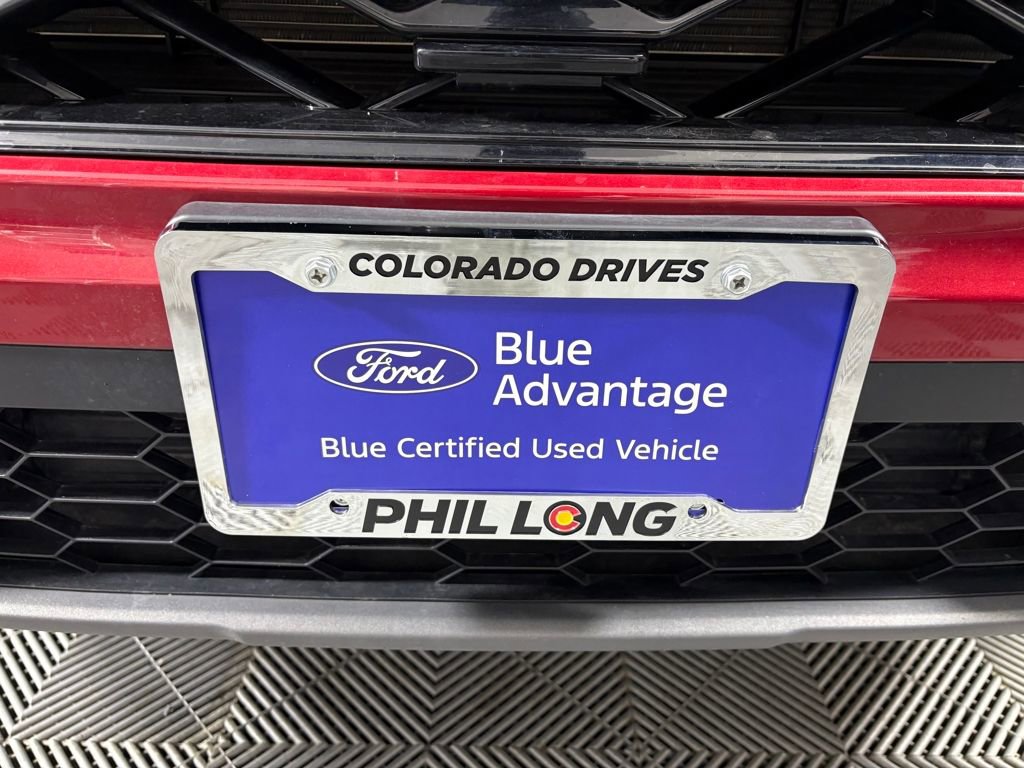 COLORADO DRIVES
Ford
Blue
Advantage
Blue Certified Used Vehicle
PHIL LONG